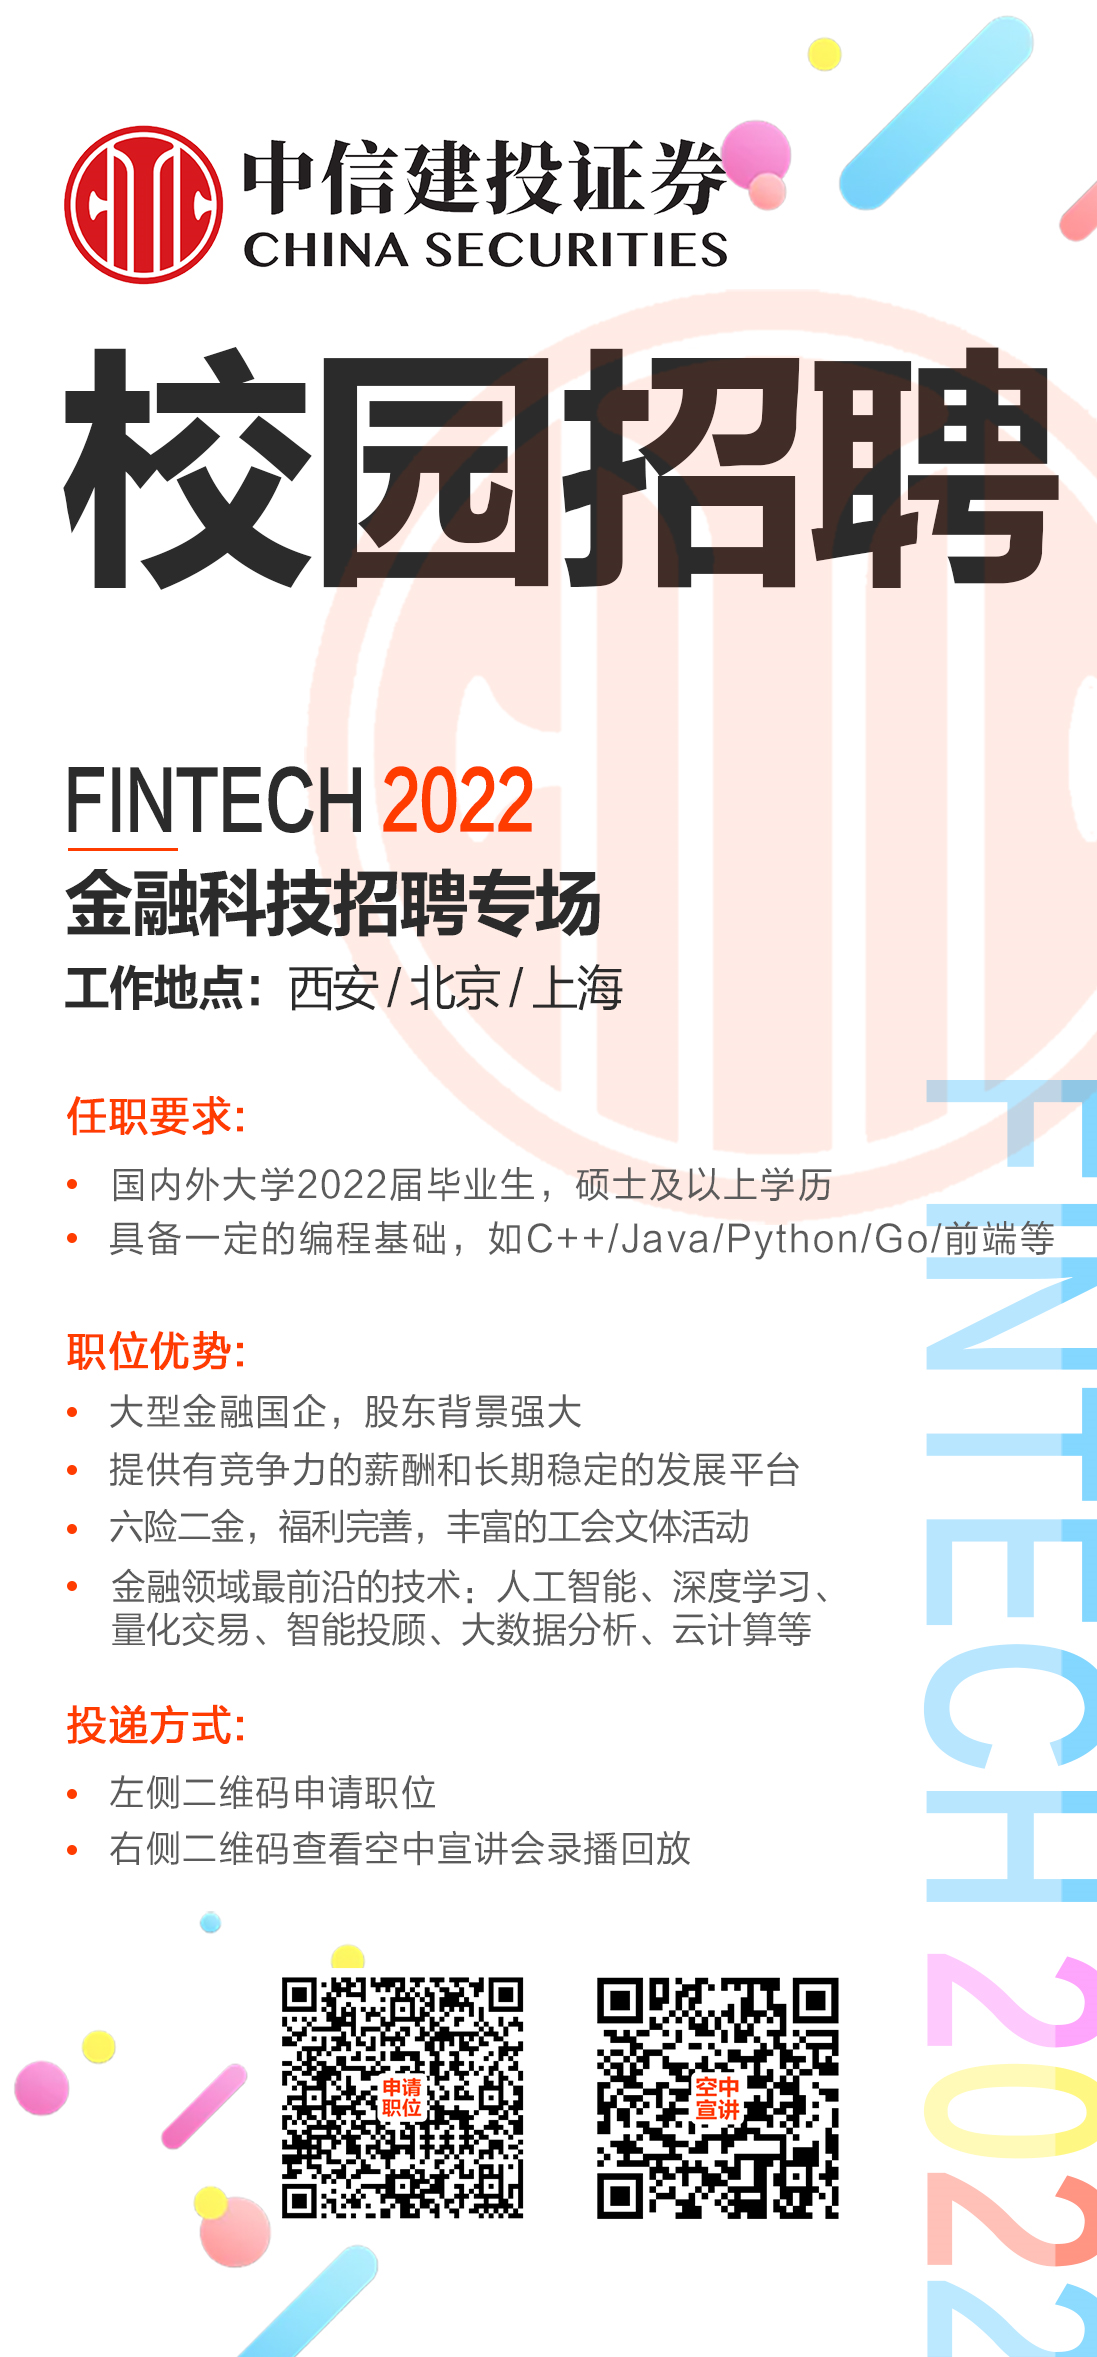 中信建投证券
CHINA SECURITIES
校园招聘
FINTECH 2022
金融科技招聘专场
工作地点：西安 / 北京 / 上海
任职要求：
• 国内外大学2022届毕业生，硕士及以上学历
• 具备一定的编程基础，如C++/Java/Python/Go/前端等
职位优势：
• 大型金融国企，股东背景强大
• 提供有竞争力的薪酬和长期稳定的发展平台
• 六险二金，福利完善，丰富的工会文体活动
• 金融领域最前沿的技术：人工智能、深度学习、
量化交易、智能投顾、大数据分析、云计算等
投递方式：
• 左侧二维码申请职位
• 右侧二维码查看空中宣讲会录播回放
申请
职位
空中
宣讲
FINTECH 2022